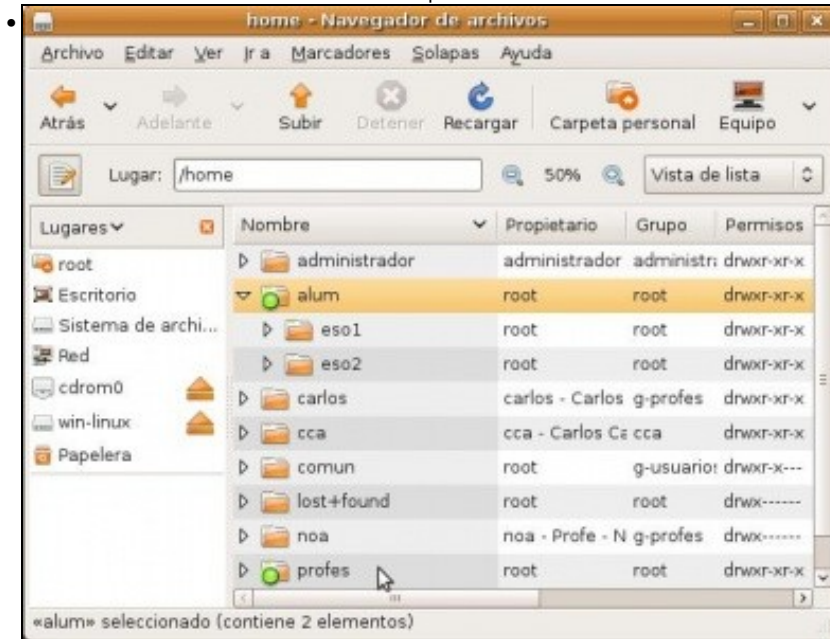 home - Navegador de archivos
Archivo Editar Ver Ir a Marcadores Solapas Ayuda
Atrás Adelante Subir Detener Recargar Carpeta personal Equipo
Lugar: /home 50% Vista de lista
Lugares Nombre Propietario Grupo Permisos
root administrador administrador administr drwxr-xr-x
Escritorio alum root root drwxr-xr-x
Sistema de archi... eso1 root root drwxr-xr-x
Red eso2 root root drwxr-xr-x
cdrom0 carlos carlos - Carlos g-profes drwxr-xr-x
win-linux cca cca - Carlos Ca cca drwxr-xr-x
Papelera comun root g-usuarios drwxr-x---
lost+found root root drwx------
noa noa - Profe - N g-profes drwx------
profes root root drwxr-xr-x
«alum» seleccionado (contiene 2 elementos)